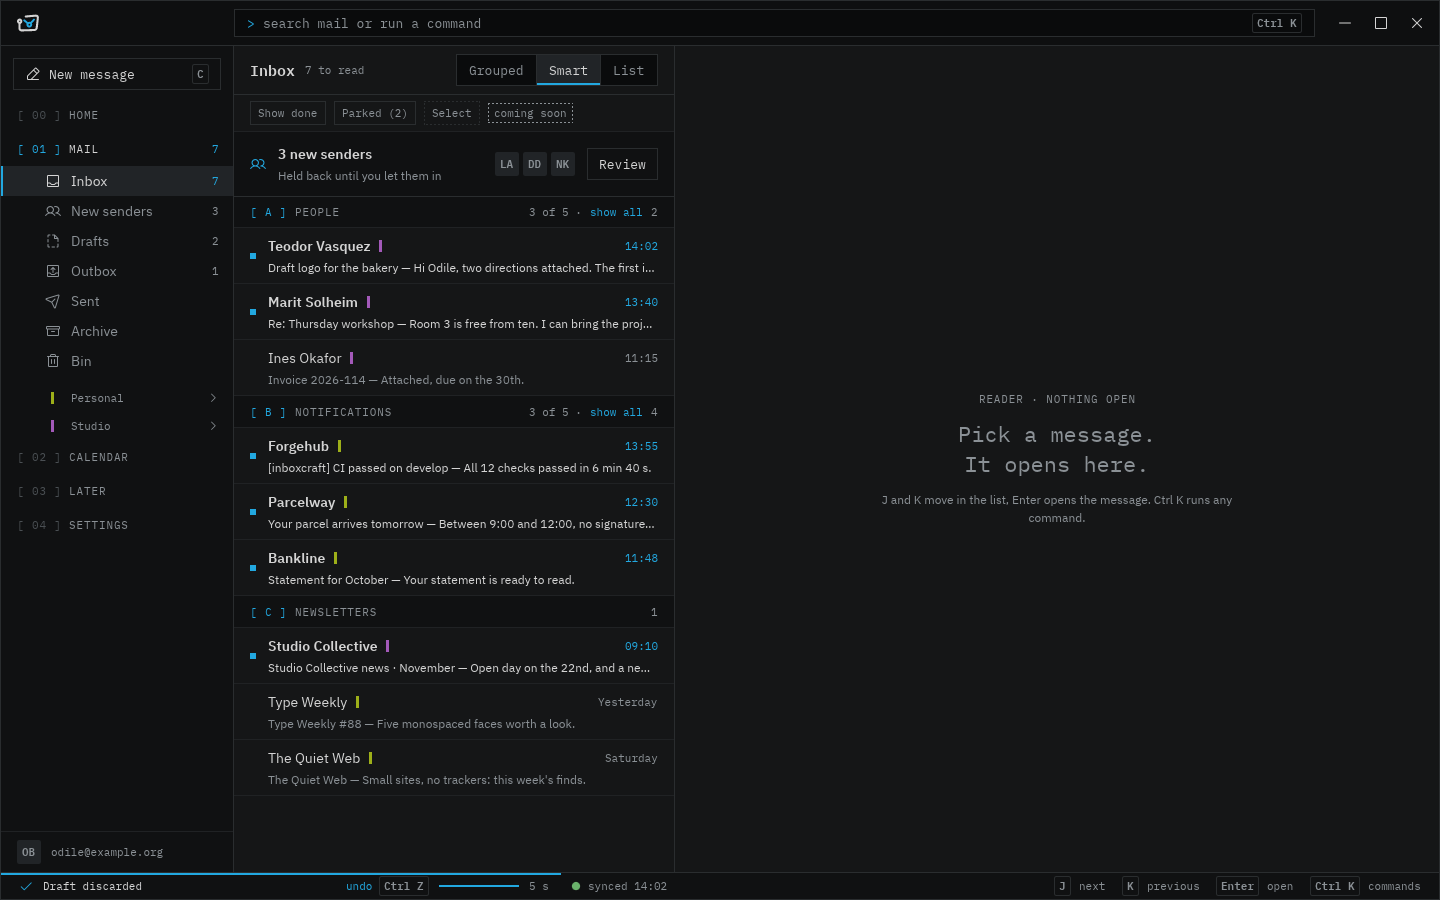 > search mail or run a command Ctrl K
New message C
[ 00 ] HOME
[ 01 ] MAIL 7
Inbox 7
New senders 3
Drafts 2
Outbox 1
Sent
Archive
Bin
Personal
Studio
[ 02 ] CALENDAR
[ 03 ] LATER
[ 04 ] SETTINGS
OB odile@example.org
Inbox 7 to read Grouped Smart List
Show done Parked (2) Select coming soon
3 new senders
Held back until you let them in
LA DD NK Review
[ A ] PEOPLE 3 of 5 · show all 2
Teodor Vasquez 14:02
Draft logo for the bakery — Hi Odile, two directions attached. The first i…
Marit Solheim 13:40
Re: Thursday workshop — Room 3 is free from ten. I can bring the proj…
Ines Okafor 11:15
Invoice 2026-114 — Attached, due on the 30th.
[ B ] NOTIFICATIONS 3 of 5 · show all 4
Forgehub 13:55
[inboxcraft] CI passed on develop — All 12 checks passed in 6 min 40 s.
Parcelway 12:30
Your parcel arrives tomorrow — Between 9:00 and 12:00, no signature…
Bankline 11:48
Statement for October — Your statement is ready to read.
[ C ] NEWSLETTERS 1
Studio Collective 09:10
Studio Collective news · November — Open day on the 22nd, and a ne…
Type Weekly Yesterday
Type Weekly #88 — Five monospaced faces worth a look.
The Quiet Web Saturday
The Quiet Web — Small sites, no trackers: this week's finds.
READER · NOTHING OPEN
Pick a message.
It opens here.
J and K move in the list, Enter opens the message. Ctrl K runs any
command.
Draft discarded undo Ctrl Z 5 s synced 14:02 J next K previous Enter open Ctrl K commands